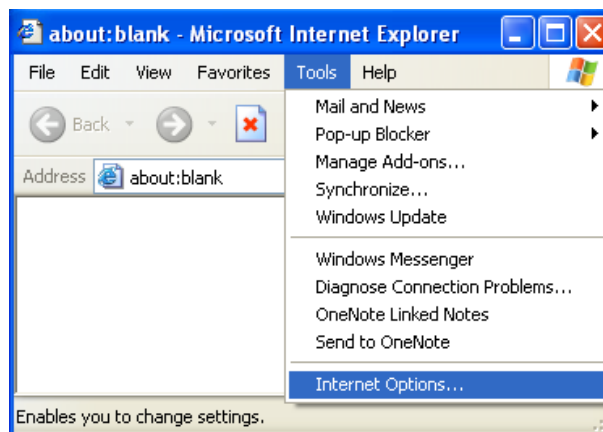 about:blank - Microsoft Internet Explorer
File Edit View Favorites Tools Help
Back
Address about:blank
Mail and News
Pop-up Blocker
Manage Add-ons...
Synchronize...
Windows Update
Windows Messenger
Diagnose Connection Problems...
OneNote Linked Notes
Send to OneNote
Internet Options...
Enables you to change settings.